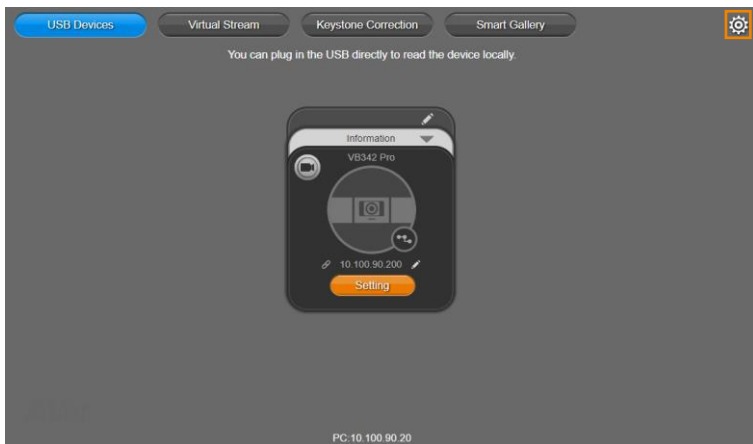 USB Devices
Virtual Stream
Keystone Correction
Smart Gallery
You can plug in the USB directly to read the device locally.
Information
VB342 Pro
10.100.90.200
Setting
PC:10.100.90.20